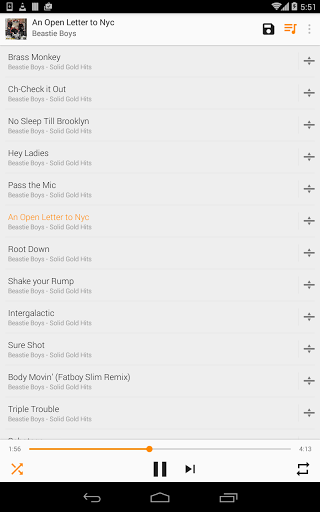 5:51
An Open Letter to Nyc
Beastie Boys
Brass Monkey
Beastie Boys - Solid Gold Hits
Ch-Check it Out
Beastie Boys - Solid Gold Hits
No Sleep Till Brooklyn
Beastie Boys - Solid Gold Hits
Hey Ladies
Beastie Boys - Solid Gold Hits
Pass the Mic
Beastie Boys - Solid Gold Hits
An Open Letter to Nyc
Beastie Boys - Solid Gold Hits
Root Down
Beastie Boys - Solid Gold Hits
Shake your Rump
Beastie Boys - Solid Gold Hits
Intergalactic
Beastie Boys - Solid Gold Hits
Sure Shot
Beastie Boys - Solid Gold Hits
Body Movin' (Fatboy Slim Remix)
Beastie Boys - Solid Gold Hits
Triple Trouble
Beastie Boys - Solid Gold Hits
1:56
4:13